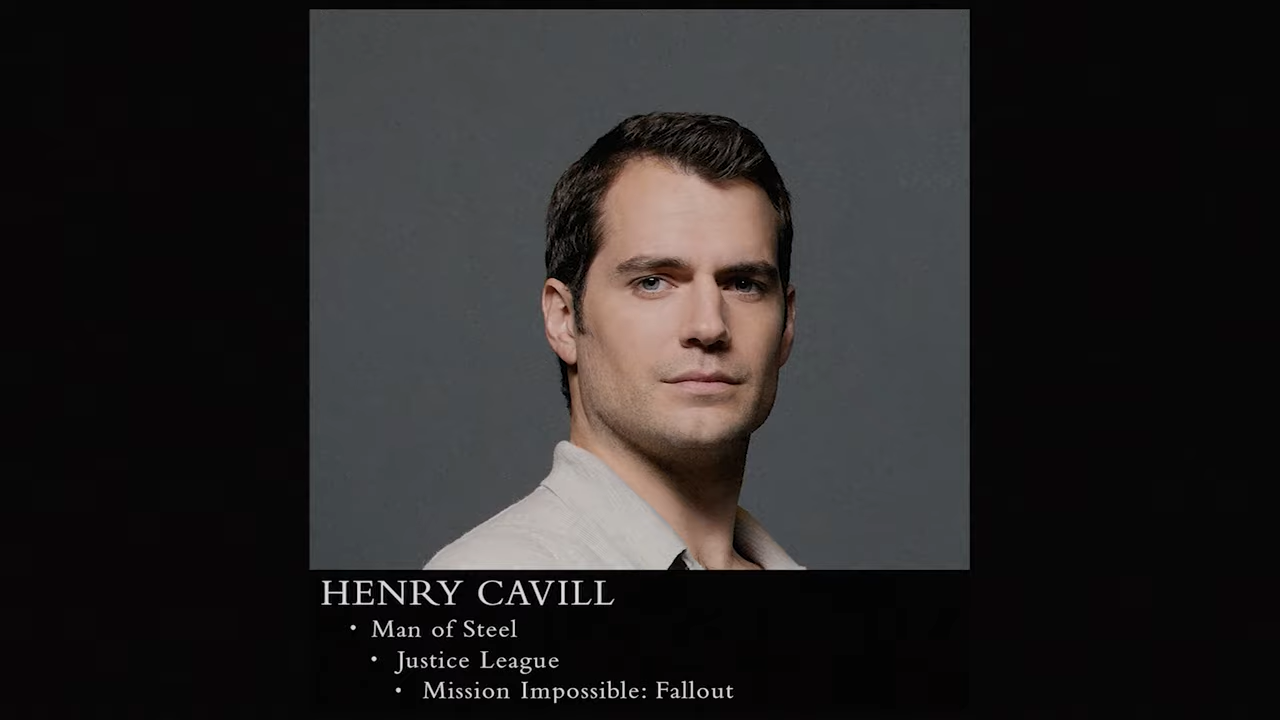 HENRY CAVILL
• Man of Steel
• Justice League
• Mission Impossible: Fallout